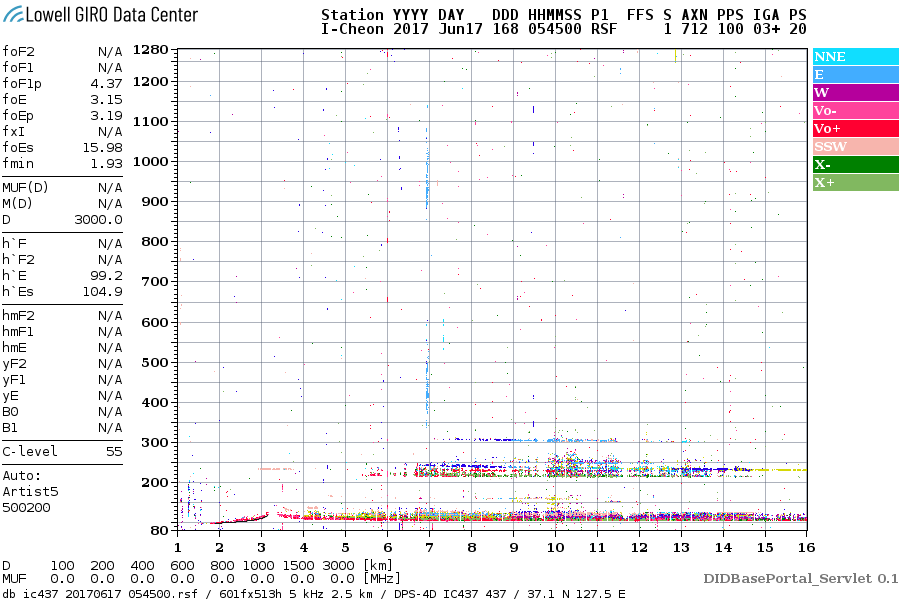 Lowell GIRO Data Center
Station YYYY DAY DDD HHMMSS P1 FFS S AXN PPS IGA PS
I-Cheon 2017 Jun17 168 054500 RSF 1 712 100 03+ 20
foF2 N/A
foF1 N/A
foF1p 4.37
foE 3.15
foEp 3.19
fxI N/A
foEs 15.98
fmin 1.93
MUF(D) N/A
M(D) N/A
D 3000.0
h`F N/A
h`F2 N/A
h`E 99.2
h`Es 104.9
hmF2 N/A
hmF1 N/A
hmE N/A
yF2 N/A
yF1 N/A
yE N/A
B0 N/A
B1 N/A
C-level 55
Auto:
Artist5
500200
1280
1200
1100
1000
900
800
700
600
500
400
300
200
80
1 2 3 4 5 6 7 8 9 10 11 12 13 14 15 16
NNE
E
W
Vo-
Vo+
SSW
X-
X+
D 100 200 400 600 800 1000 1500 3000 [km]
MUF 0.0 0.0 0.0 0.0 0.0 0.0 0.0 0.0 [MHz]
DIDBasePortal_Servlet 0.1
db ic437 20170617 054500.rsf / 601fx513h 5 kHz 2.5 km / DPS-4D IC437 437 / 37.1 N 127.5 E